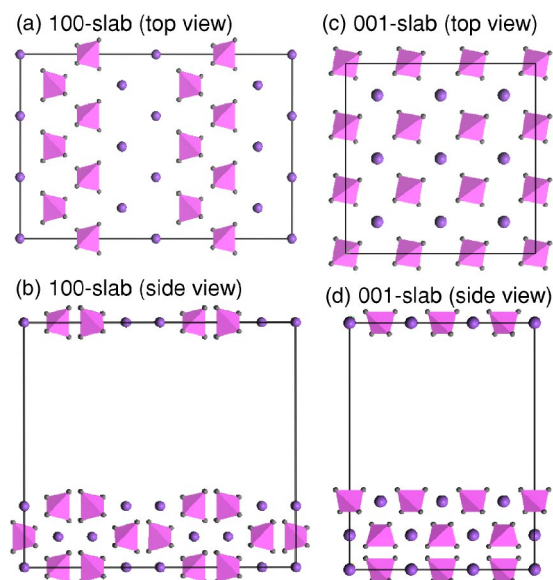 (a) 100-slab (top view)
(c) 001-slab (top view)
(b) 100-slab (side view)
(d) 001-slab (side view)